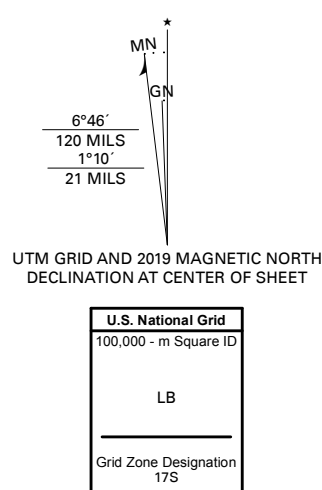 MN
GN
6°46´
120 MILS
1°10´
21 MILS
UTM GRID AND 2019 MAGNETIC NORTH
DECLINATION AT CENTER OF SHEET
U.S. National Grid
100,000 - m Square ID
LB
Grid Zone Designation
17S